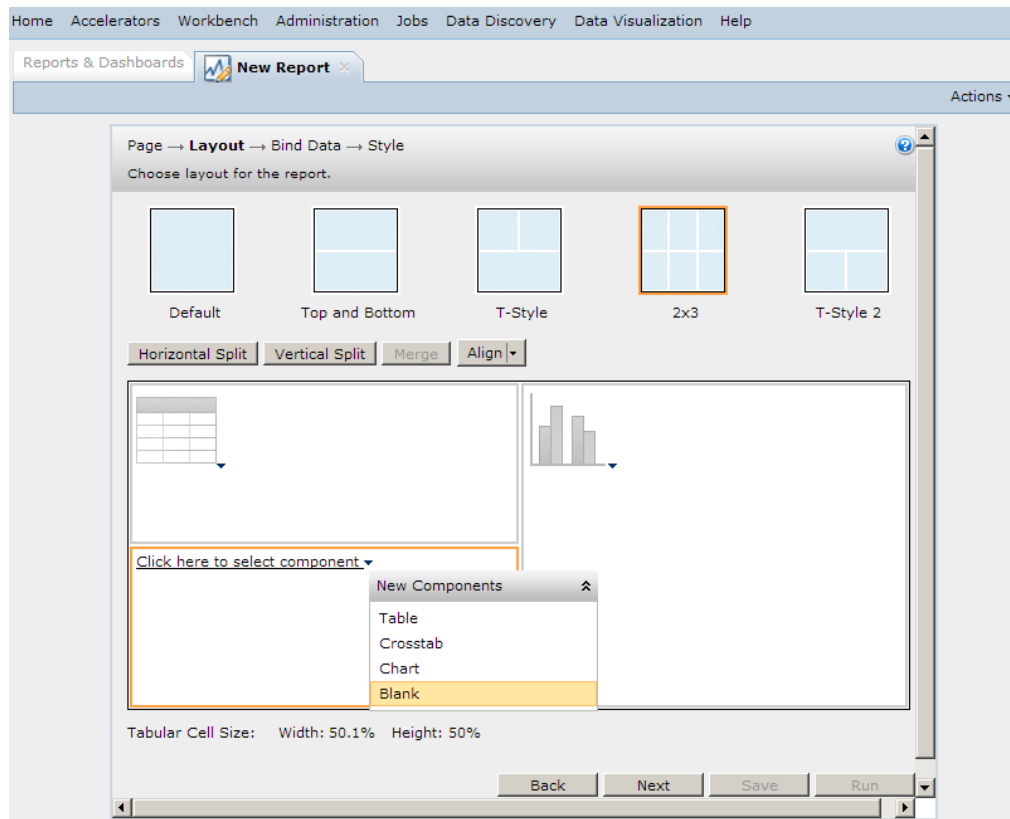 Home Accelerators Workbench Administration Jobs Data Discovery Data Visualization Help
Reports & Dashboards New Report ×
Actions
Page → Layout → Bind Data → Style
Choose layout for the report.
Default Top and Bottom T-Style 2x3 T-Style 2
Horizontal Split Vertical Split Merge Align
Click here to select component
New Components
Table
Crosstab
Chart
Blank
Tabular Cell Size: Width: 50.1% Height: 50%
Back Next Save Run